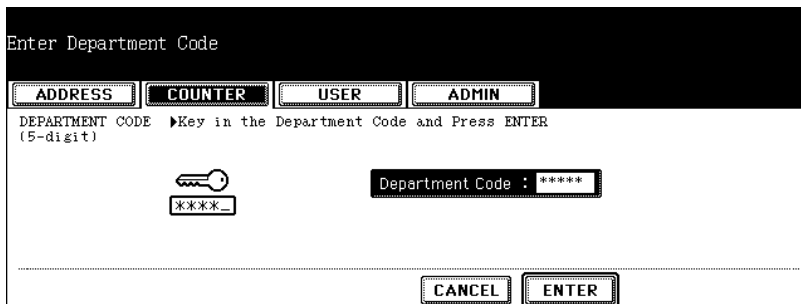 Enter Department Code
ADDRESS COUNTER USER ADMIN
DEPARTMENT CODE ▶Key in the Department Code and Press ENTER
(5-digit)
Department Code : *****
****_
CANCEL ENTER